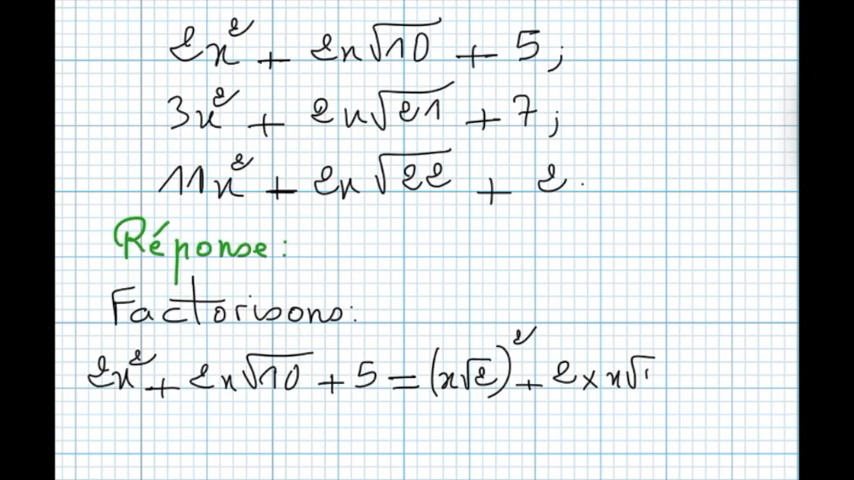 2x² + 2x√10 + 5;
3x² + 2x√21 + 7;
11x² + 2x√22 + 2.
Réponse:
Factorisons:
2x² + 2x√10 + 5 = (x√2)² + 2 × x√